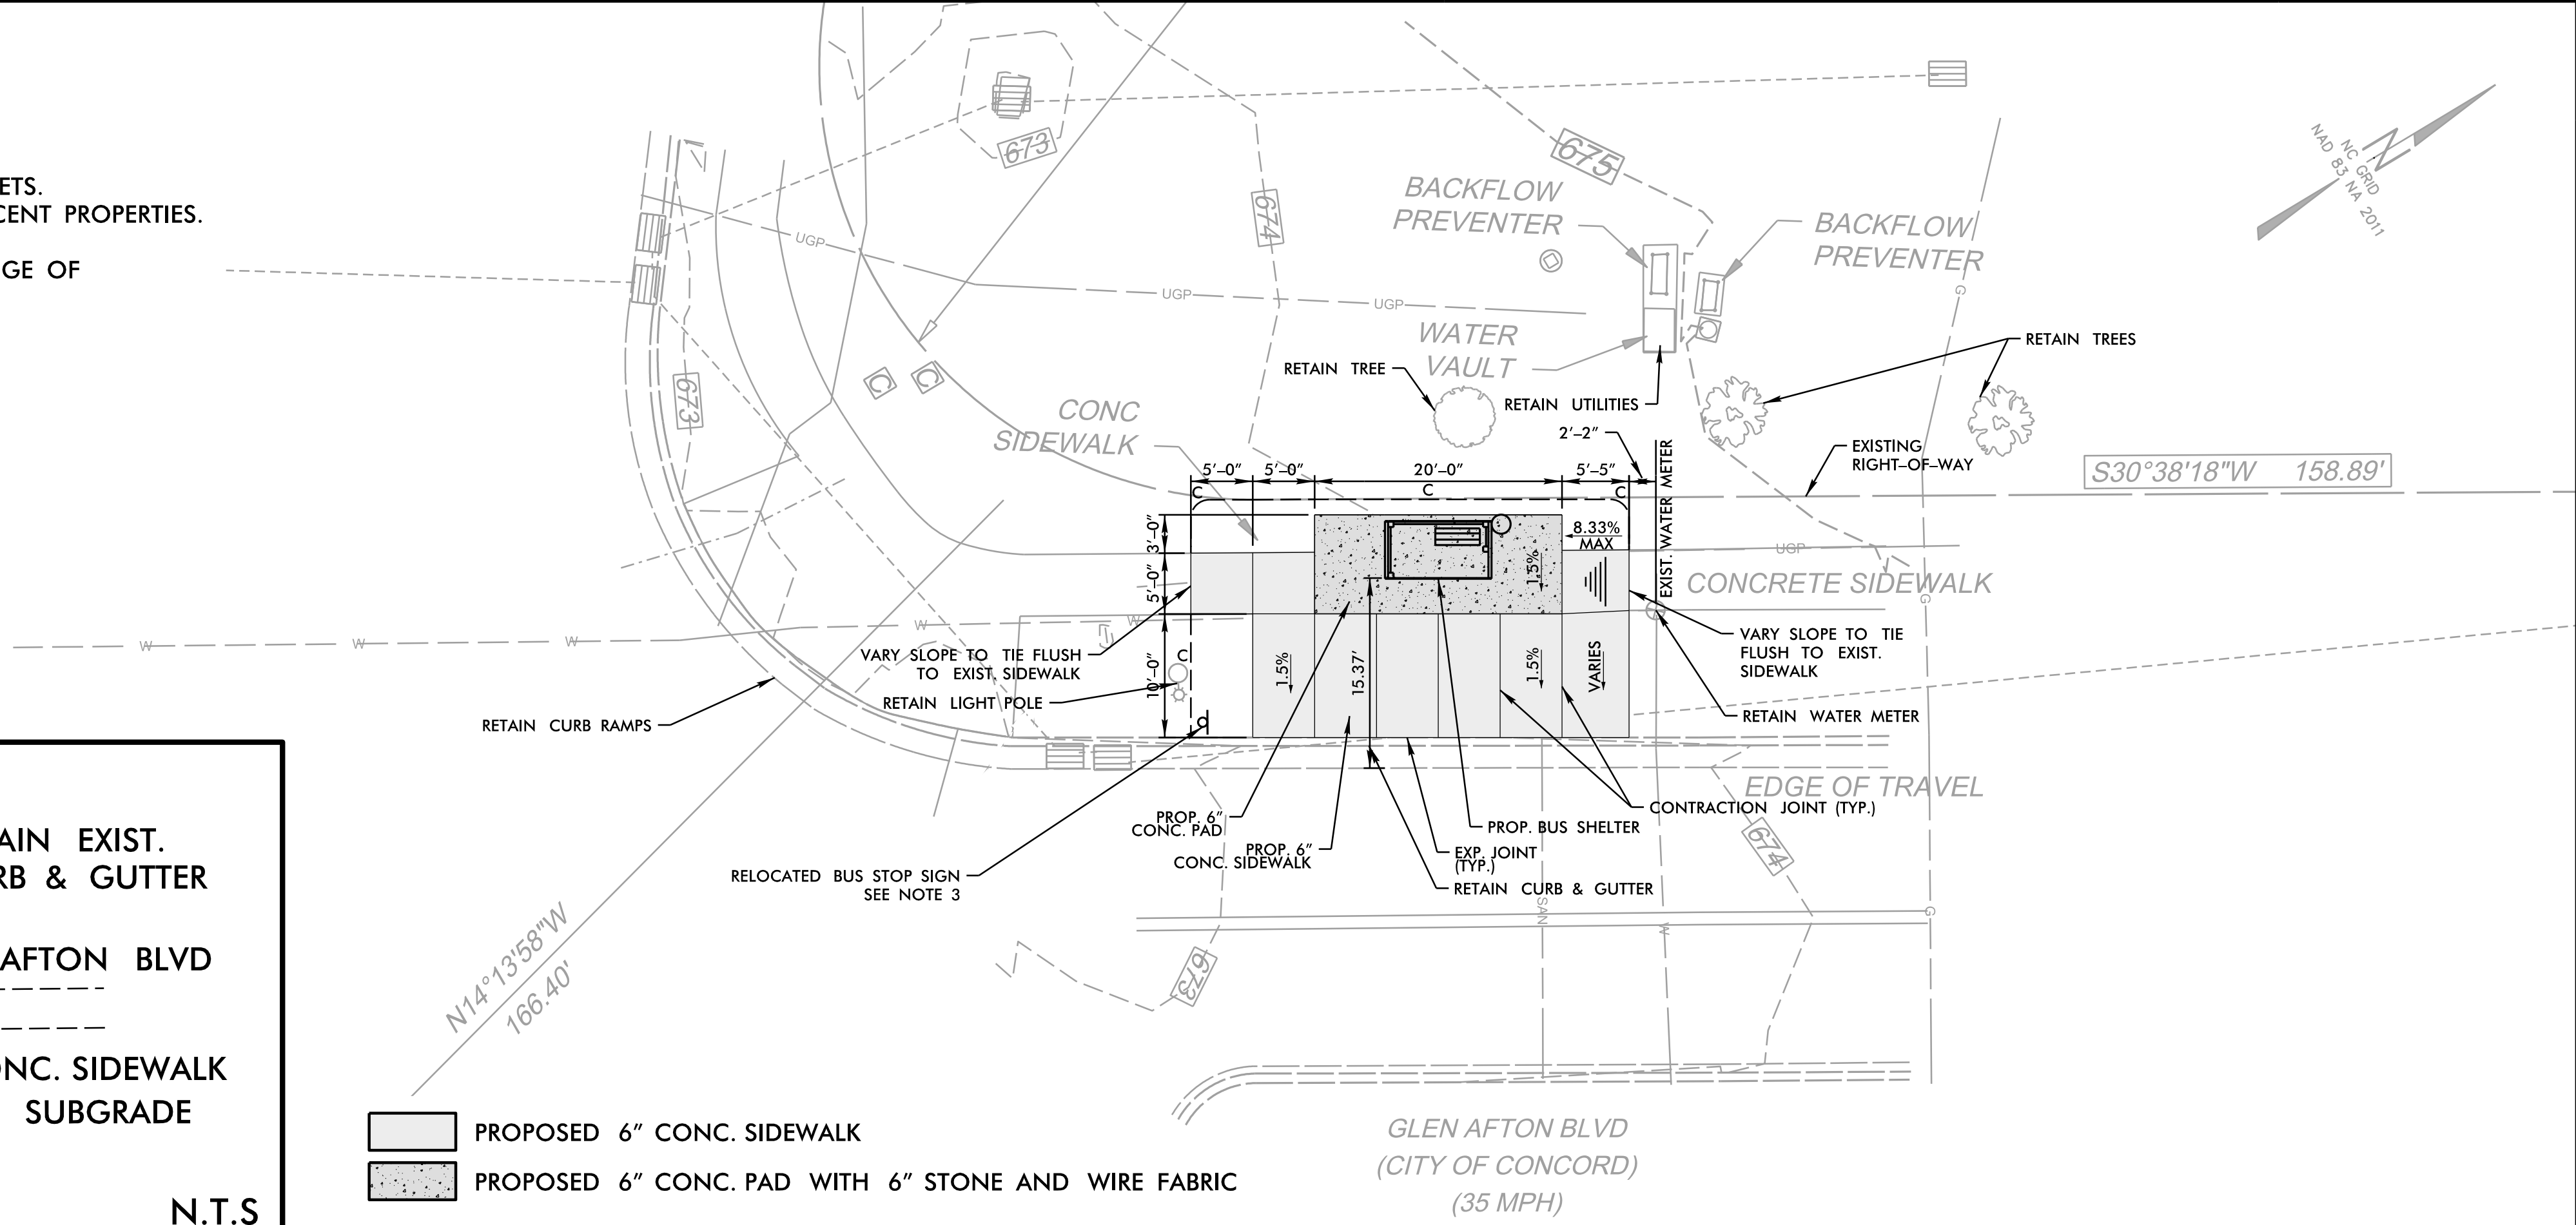 ETS.
CENT PROPERTIES.
GE OF
673
674
675
BACKFLOW
PREVENTER
BACKFLOW
PREVENTER
NC GRID
NAD 83 NA 2011
N
UGP
UGP
UGP
G
WATER
VAULT
RETAIN TREE
RETAIN UTILITIES
RETAIN TREES
673
C
C
CONC
SIDEWALK
2'-2"
5'-0"
5'-0"
20'-0"
5'-5"
EXISTING
RIGHT-OF-WAY
S30°38'18"W 158.89'
C
C
C
EXIST. WATER METER
3'-0"
8.33%
MAX
1.5%
UGP
CONCRETE SIDEWALK
5'-0"
G
W
W
W
W
W
VARY SLOPE TO TIE FLUSH
TO EXIST. SIDEWALK
C
10'-0"
1.5%
15.37'
1.5%
VARIES
VARY SLOPE TO TIE
FLUSH TO EXIST.
SIDEWALK
RETAIN LIGHT POLE
RETAIN CURB RAMPS
RETAIN WATER METER
EDGE OF TRAVEL
CONTRACTION JOINT (TYP.)
PROP. 6"
CONC. PAD
PROP. BUS SHELTER
PROP. 6"
CONC. SIDEWALK
EXP. JOINT
(TYP.)
RETAIN CURB & GUTTER
RELOCATED BUS STOP SIGN
SEE NOTE 3
674
SAN
W
G
673
N14°13'58"W
166.40'
AIN EXIST.
RB & GUTTER
AFTON BLVD
ONC. SIDEWALK
SUBGRADE
N.T.S
PROPOSED 6" CONC. SIDEWALK
PROPOSED 6" CONC. PAD WITH 6" STONE AND WIRE FABRIC
GLEN AFTON BLVD
(CITY OF CONCORD)
(35 MPH)